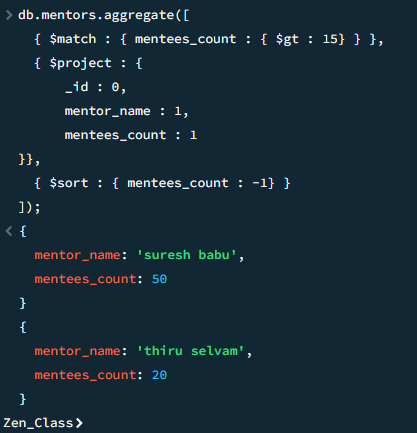 > db.mentors.aggregate([
{ $match : { mentees_count : { $gt : 15} } },
{ $project : {
_id : 0,
mentor_name : 1,
mentees_count : 1
}},
{ $sort : { mentees_count : -1} }
]);
< {
mentor_name: 'suresh babu',
mentees_count: 50
}
{
mentor_name: 'thiru selvam',
mentees_count: 20
}
Zen_Class>